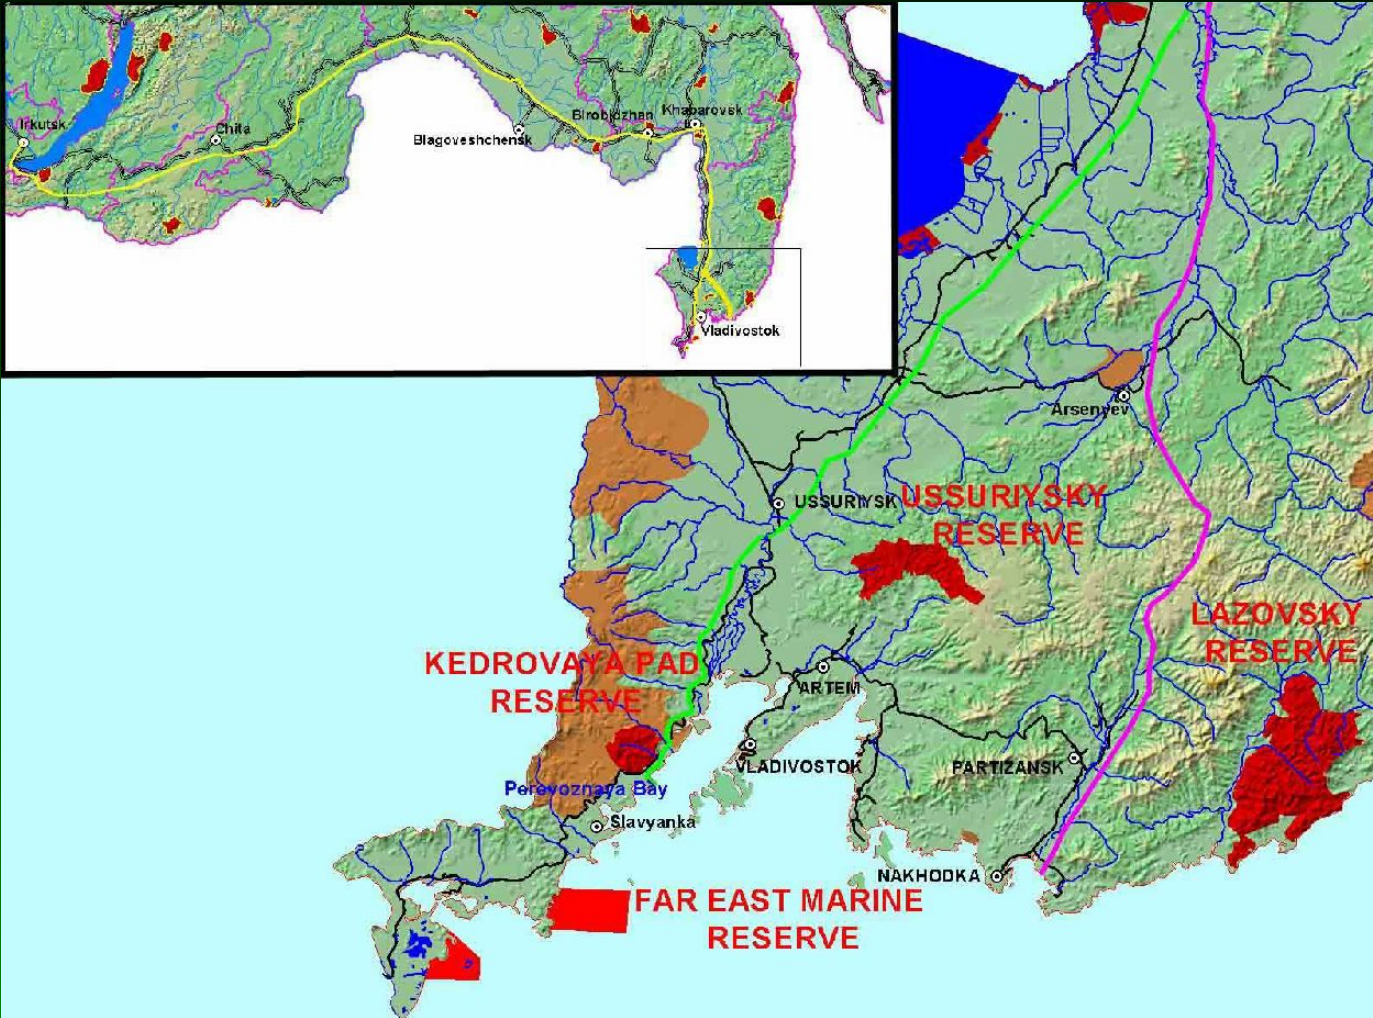 Irkutsk
Chita
Blagoveshchensk
Birobidzhan
Khabarovsk
Vladivostok
Arsenyev
USSURIYSK
USSURIYSKY
RESERVE
LAZOVSKY
RESERVE
KEDROVAYA PAD
RESERVE
ARTEM
VLADIVOSTOK
PARTIZANSK
Perevoznaya Bay
Slavyanka
NAKHODKA
FAR EAST MARINE
RESERVE